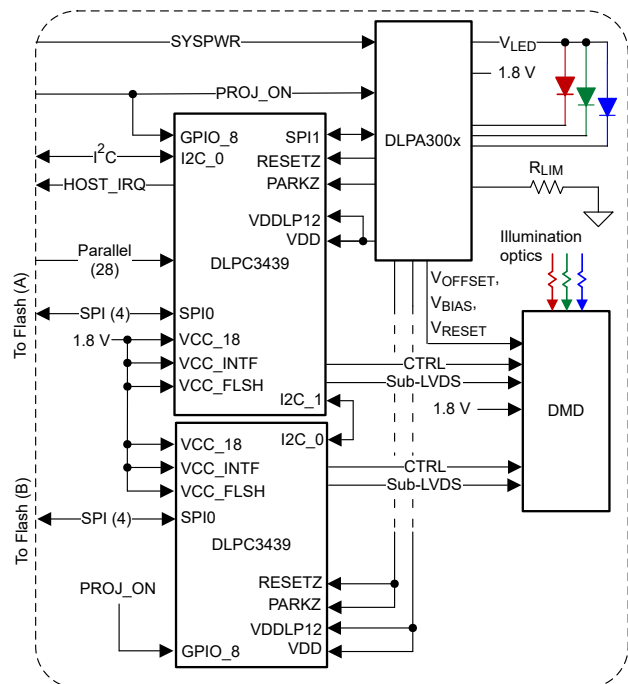 SYSPWR
VLED
1.8 V
PROJ_ON
DLPA300x
GPIO_8
SPI1
I2C
I2C_0
RESETZ
HOST_IRQ
PARKZ
RLIM
VDDLP12
VDD
Parallel
(28)
DLPC3439
Illumination
optics
VOFFSET,
VBIAS,
VRESET
To Flash (A)
SPI (4)
SPI0
1.8 V
VCC_18
VCC_INTF
VCC_FLSH
CTRL
Sub-LVDS
I2C_1
1.8 V
DMD
I2C_0
VCC_18
VCC_INTF
VCC_FLSH
CTRL
Sub-LVDS
To Flash (B)
SPI (4)
SPI0
DLPC3439
RESETZ
PROJ_ON
PARKZ
VDDLP12
GPIO_8
VDD